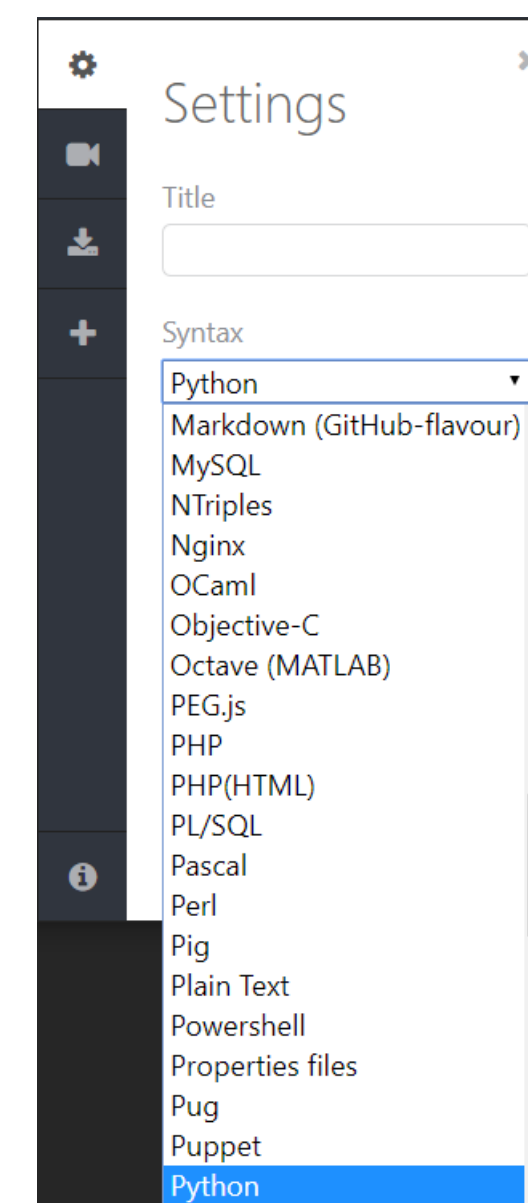 Settings
Title
Syntax
Python
Markdown (GitHub-flavour)
MySQL
NTriples
Nginx
OCaml
Objective-C
Octave (MATLAB)
PEG.js
PHP
PHP(HTML)
PL/SQL
Pascal
Perl
Pig
Plain Text
Powershell
Properties files
Pug
Puppet
Python